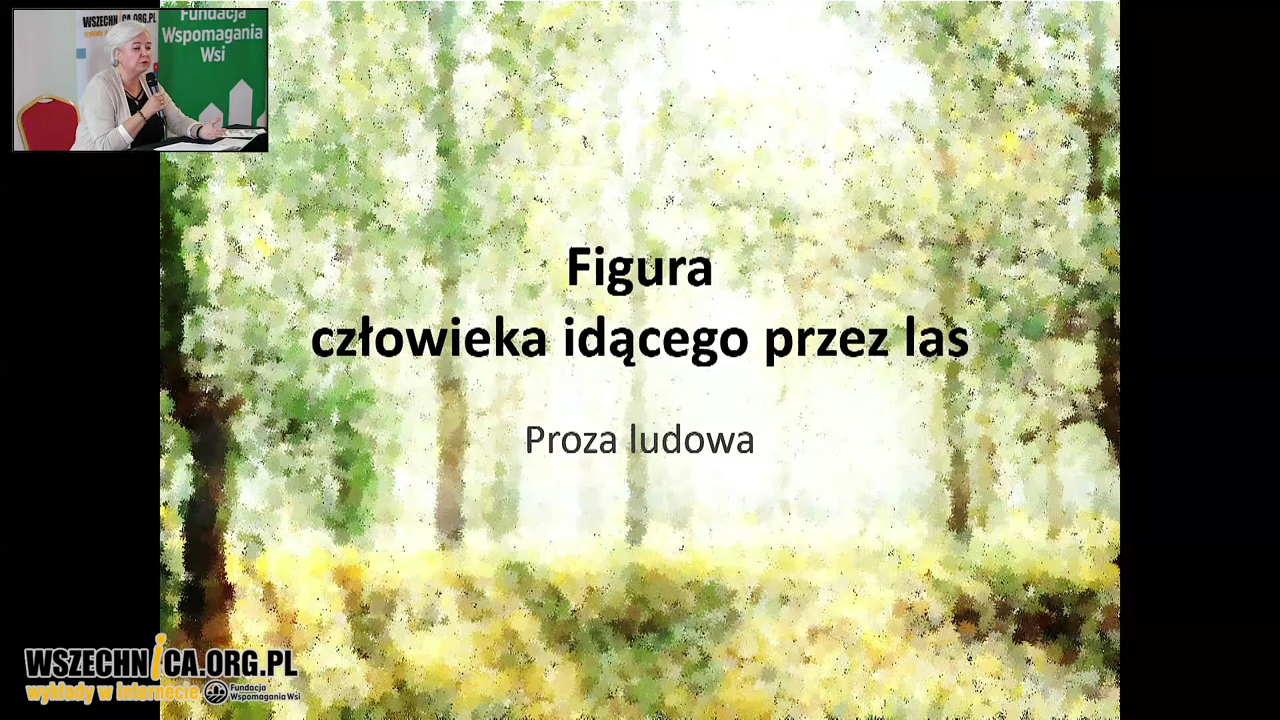 WSZECHNICA.ORG.PL
Fundacja
Wspomagania
Wsi
Figura
człowieka idącego przez las
Proza ludowa
WSZECHNiCA.ORG.PL
wykłady w internecie
Fundacja
Wspomagania Wsi